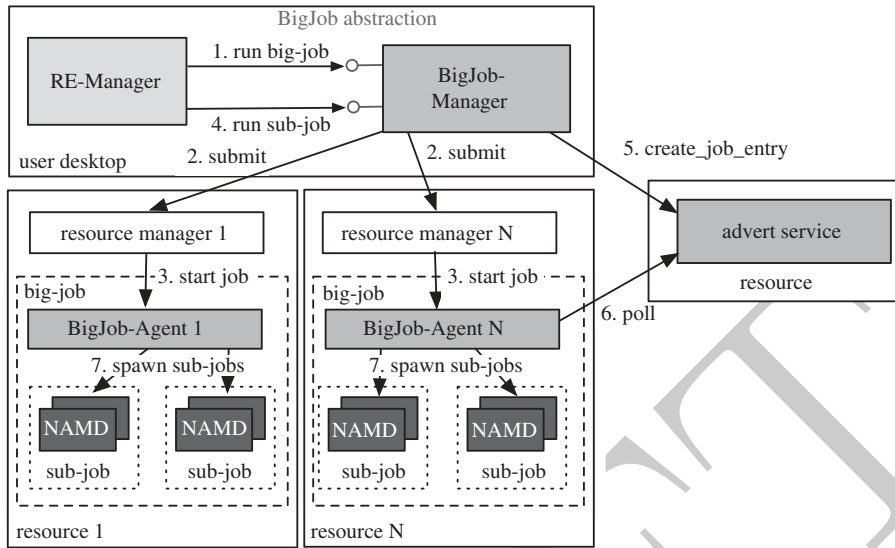 BigJob abstraction
1. run big-job
RE-Manager
BigJob-
Manager
4. run sub-job
user desktop
2. submit
2. submit
5. create_job_entry
resource manager 1
resource manager N
advert service
resource
3. start job
3. start job
big-job
big-job
6. poll
BigJob-Agent 1
BigJob-Agent N
7. spawn sub-jobs
7. spawn sub-jobs
NAMD
NAMD
NAMD
NAMD
sub-job
sub-job
sub-job
sub-job
resource 1
resource N